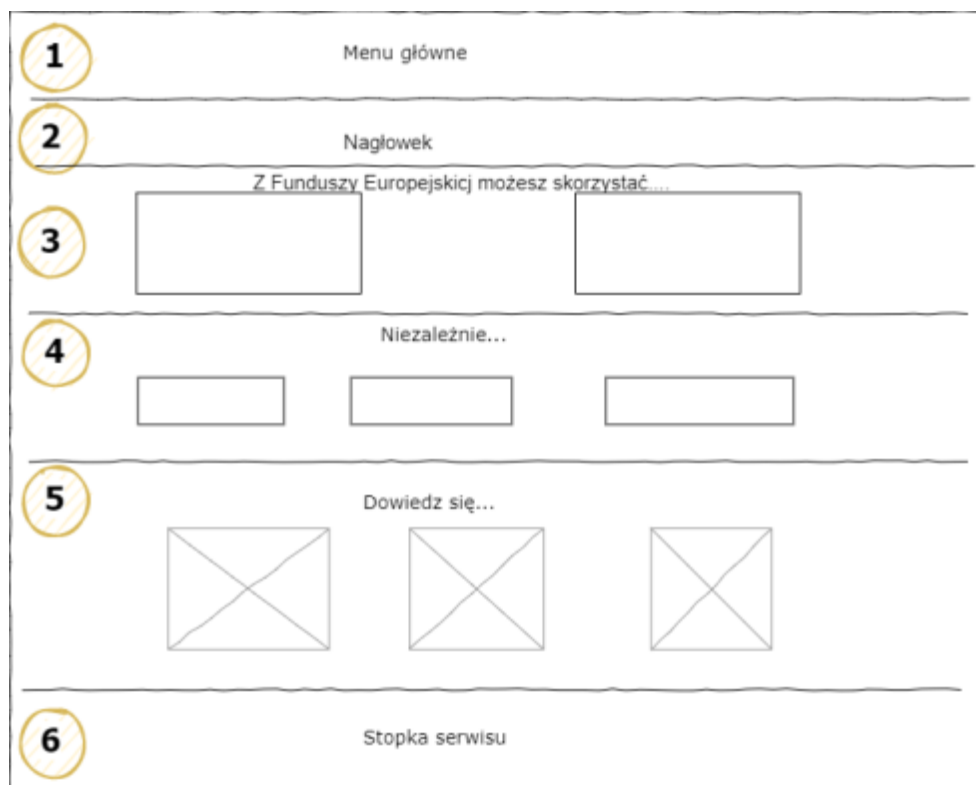 1
Menu główne
2
Nagłowek
Z Funduszy Europejskicj możesz skorzystać....
3
4
Niezależnie...
5
Dowiedz się...
6
Stopka serwisu